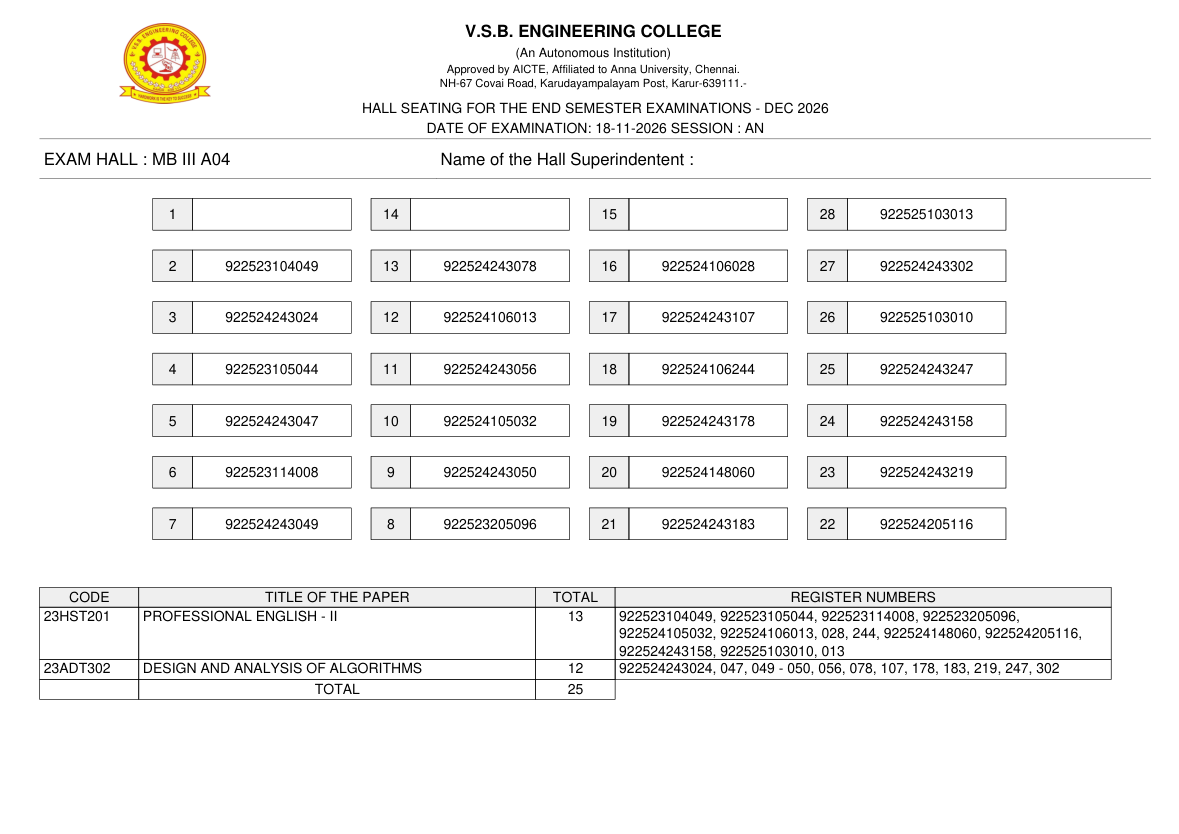 V.S.B. ENGINEERING COLLEGE
(An Autonomous Institution)
Approved by AICTE, Affiliated to Anna University, Chennai.
NH-67 Covai Road, Karudayampalayam Post, Karur-639111.-
HALL SEATING FOR THE END SEMESTER EXAMINATIONS - DEC 2026
DATE OF EXAMINATION: 18-11-2026 SESSION : AN
EXAM HALL : MB III A04 Name of the Hall Superintendent :
1 14 15 28 922525103013
2 922523104049 13 922524243078 16 922524106028 27 922524243302
3 922524243024 12 922524106013 17 922524243107 26 922525103010
4 922523105044 11 922524243056 18 922524106244 25 922524243247
5 922524243047 10 922524105032 19 922524243178 24 922524243158
6 922523114008 9 922524243050 20 922524148060 23 922524243219
7 922524243049 8 922523205096 21 922524243183 22 922524205116
CODE TITLE OF THE PAPER TOTAL REGISTER NUMBERS
23HST201 PROFESSIONAL ENGLISH - II 13 922523104049, 922523105044, 922523114008, 922523205096,
922524105032, 922524106013, 028, 244, 922524148060, 922524205116,
922524243158, 922525103010, 013
23ADT302 DESIGN AND ANALYSIS OF ALGORITHMS 12 922524243024, 047, 049 - 050, 056, 078, 107, 178, 183, 219, 247, 302
TOTAL 25